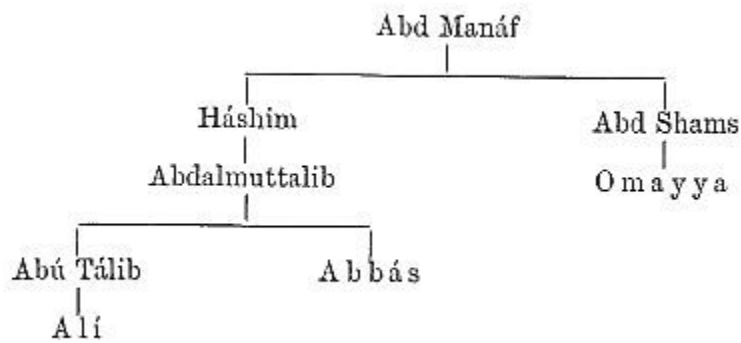 Abd Manáf
Háshim Abd Shams
Abdalmuttalib Omayya
Abú Tálib Abbás
Alí